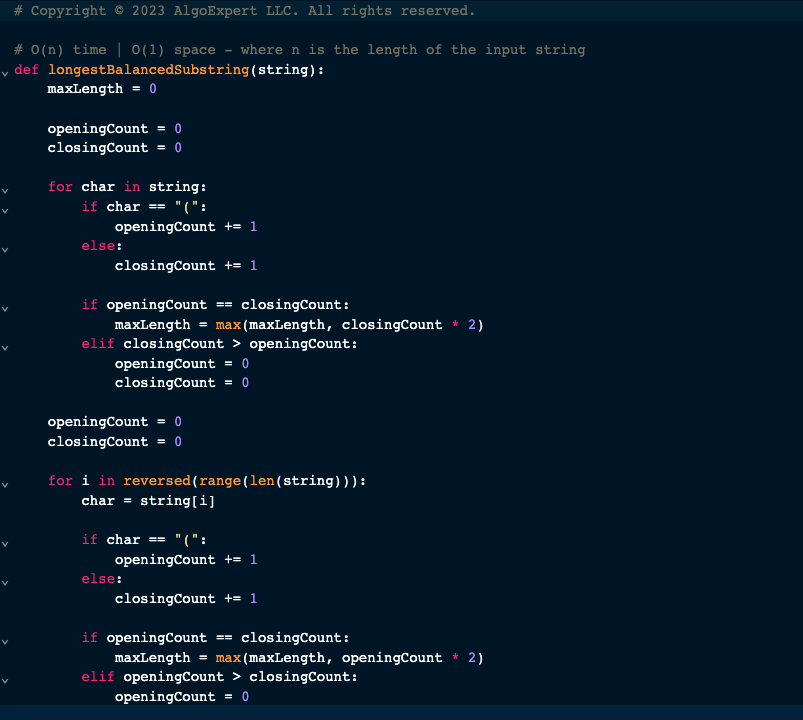 # Copyright © 2023 AlgoExpert LLC. All rights reserved.

# O(n) time | O(1) space - where n is the length of the input string
def longestBalancedSubstring(string):
    maxLength = 0

    openingCount = 0
    closingCount = 0

    for char in string:
        if char == "(":
            openingCount += 1
        else:
            closingCount += 1

        if openingCount == closingCount:
            maxLength = max(maxLength, closingCount * 2)
        elif closingCount > openingCount:
            openingCount = 0
            closingCount = 0

    openingCount = 0
    closingCount = 0

    for i in reversed(range(len(string))):
        char = string[i]

        if char == "(":
            openingCount += 1
        else:
            closingCount += 1

        if openingCount == closingCount:
            maxLength = max(maxLength, openingCount * 2)
        elif openingCount > closingCount:
            openingCount = 0